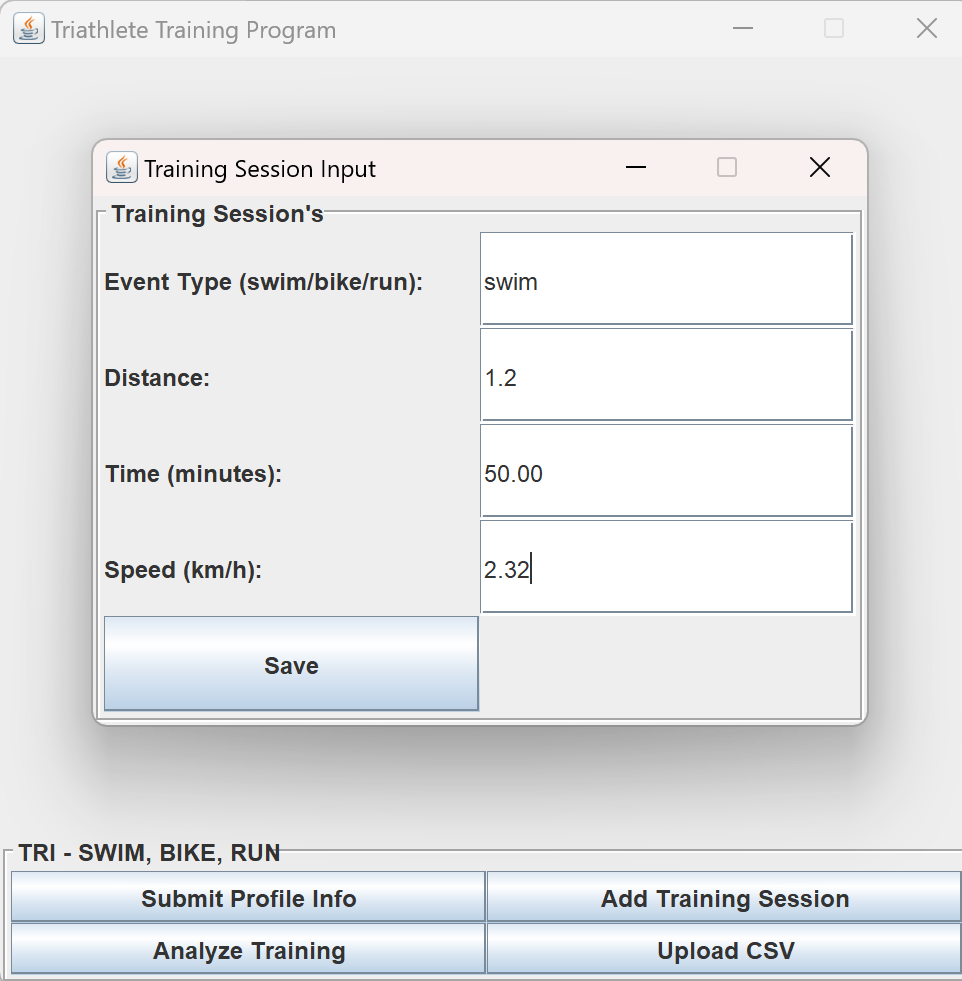 Triathlete Training Program
Training Session Input
Training Session's
Event Type (swim/bike/run): swim
Distance: 1.2
Time (minutes): 50.00
Speed (km/h): 2.32
Save
TRI - SWIM, BIKE, RUN
Submit Profile Info Add Training Session
Analyze Training Upload CSV